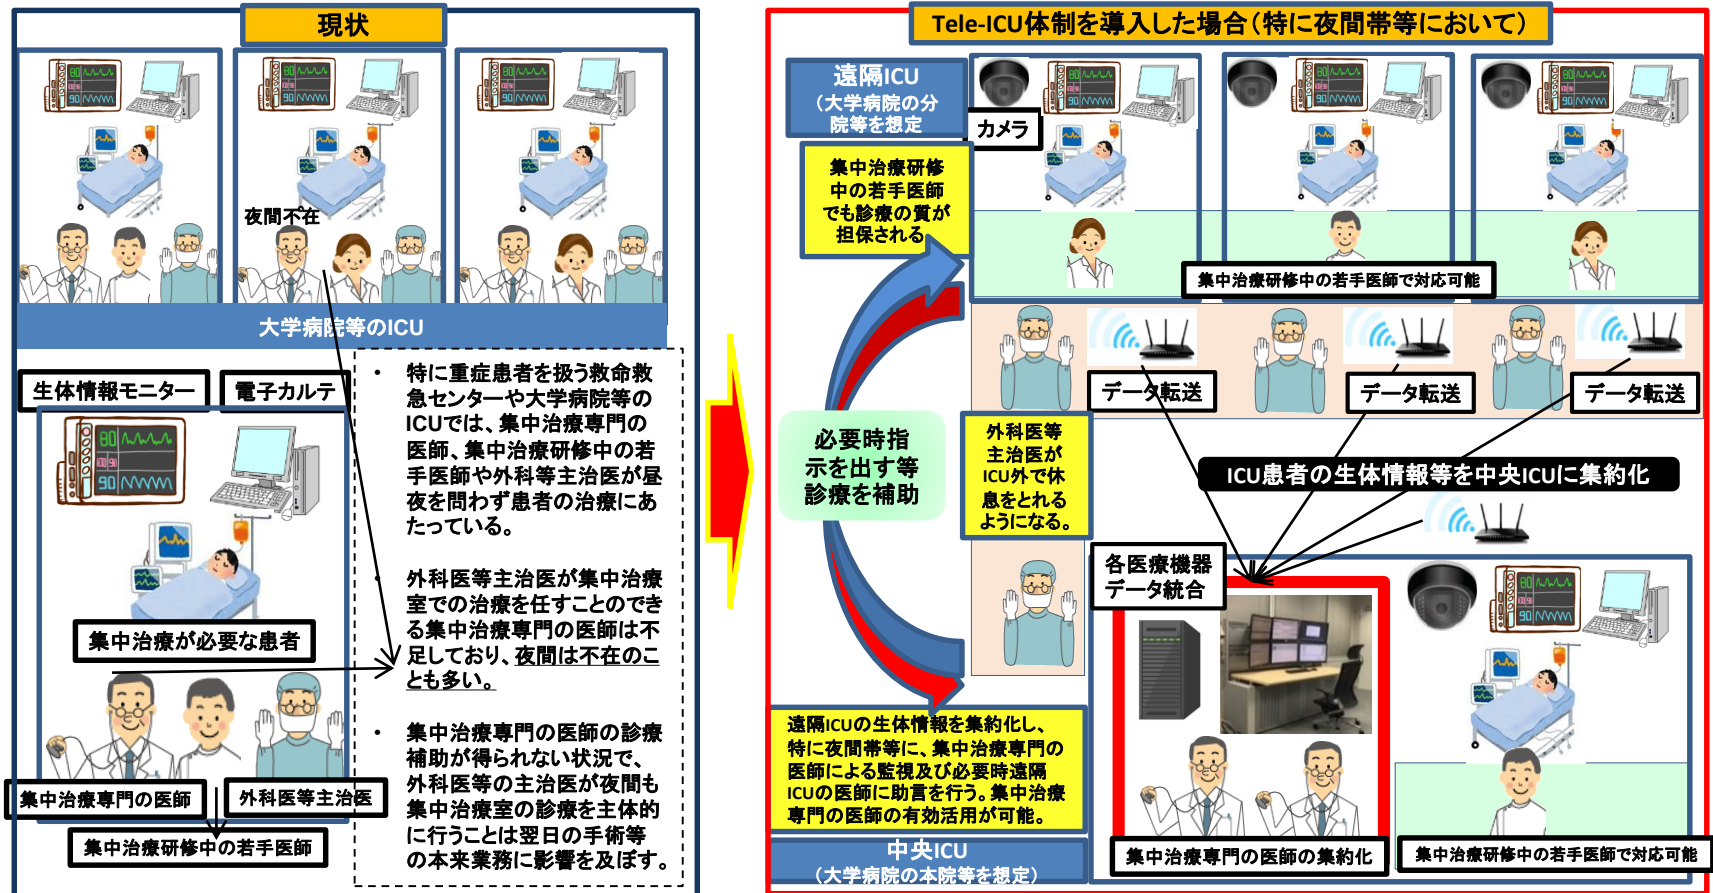 現状
夜間不在
大学病院等のICU
生体情報モニター
電子カルテ
集中治療が必要な患者
集中治療専門の医師
外科医等主治医
集中治療研修中の若手医師
・ 特に重症患者を扱う救命救
急センターや大学病院等の
ICUでは、集中治療専門の
医師、集中治療研修中の若
手医師や外科等主治医が昼
夜を問わず患者の治療にあ
たっている。
・ 外科医等主治医が集中治療
室での治療を任すことのでき
る集中治療専門の医師は不
足しており、夜間は不在のこ
とも多い。
・ 集中治療専門の医師の診療
補助が得られない状況で、
外科医等の主治医が夜間も
集中治療室の診療を主体的
に行うことは翌日の手術等
の本来業務に影響を及ぼす。
Tele-ICU体制を導入した場合(特に夜間帯等において)
遠隔ICU
(大学病院の分
院等を想定
カメラ
集中治療研修
中の若手医師
でも診療の質が
担保される
集中治療研修中の若手医師で対応可能
データ転送
データ転送
データ転送
必要時指
示を出す等
診療を補助
外科医等
主治医が
ICU外で休
息をとれる
ようになる。
ICU患者の生体情報等を中央ICUに集約化
各医療機器
データ統合
遠隔ICUの生体情報を集約化し、
特に夜間帯等に、集中治療専門の
医師による監視及び必要時遠隔
ICUの医師に助言を行う。集中治療
専門の医師の有効活用が可能。
中央ICU
(大学病院の本院等を想定)
集中治療専門の医師の集約化
集中治療研修中の若手医師で対応可能